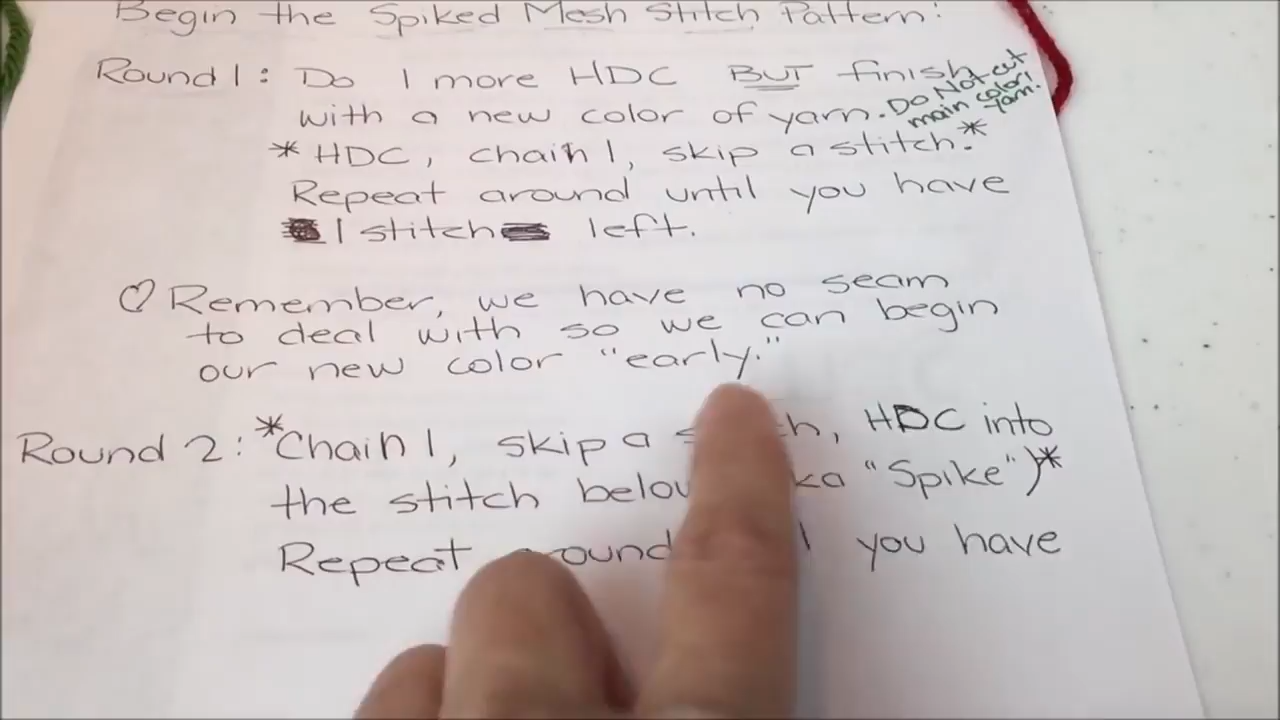 Begin the Spiked Mesh Stitch Pattern:
Round 1: Do 1 more HDC BUT finish
with a new color of yarn. Do Not cut
main color
yarn!
*HDC, chain 1, skip a stitch.*
Repeat around until you have
1 stitch left.
♡ Remember, we have no seam
to deal with so we can begin
our new color "early."
Round 2: *Chain 1, skip a HDC into
the stitch "Spike")*
Repeat you have